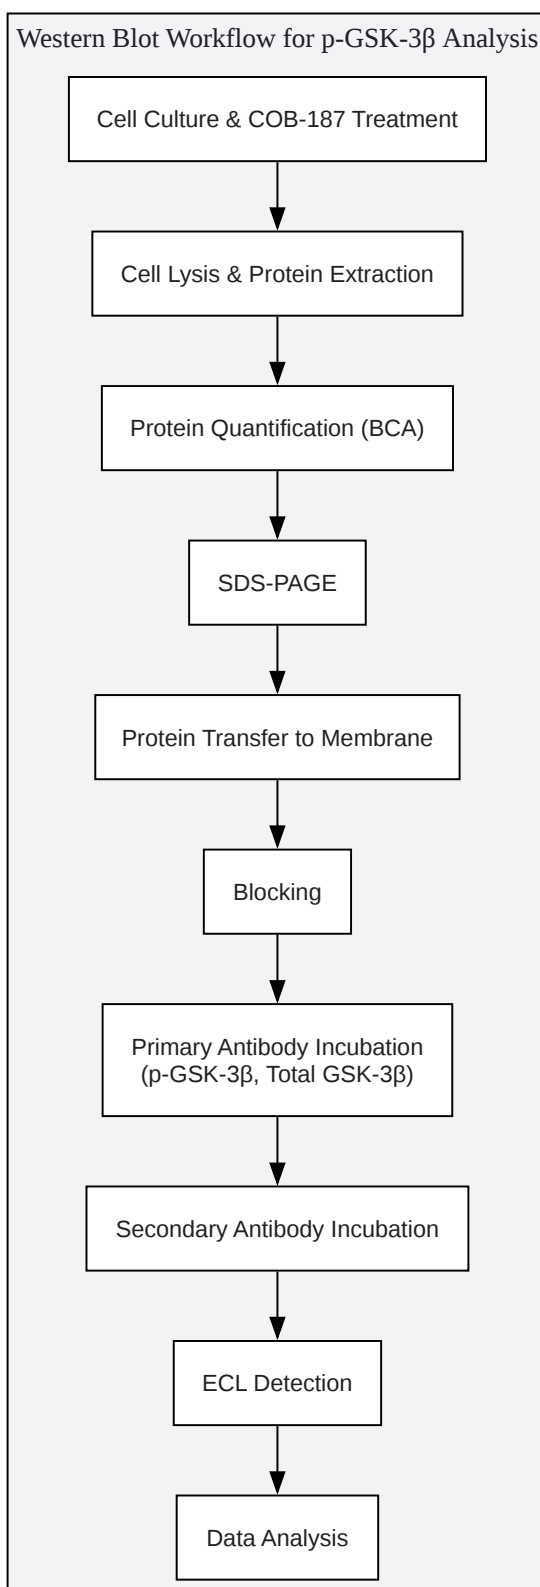 Western Blot Workflow for p-GSK-3β Analysis
Cell Culture & COB-187 Treatment
Cell Lysis & Protein Extraction
Protein Quantification (BCA)
SDS-PAGE
Protein Transfer to Membrane
Blocking
Primary Antibody Incubation
(p-GSK-3β, Total GSK-3β)
Secondary Antibody Incubation
ECL Detection
Data Analysis